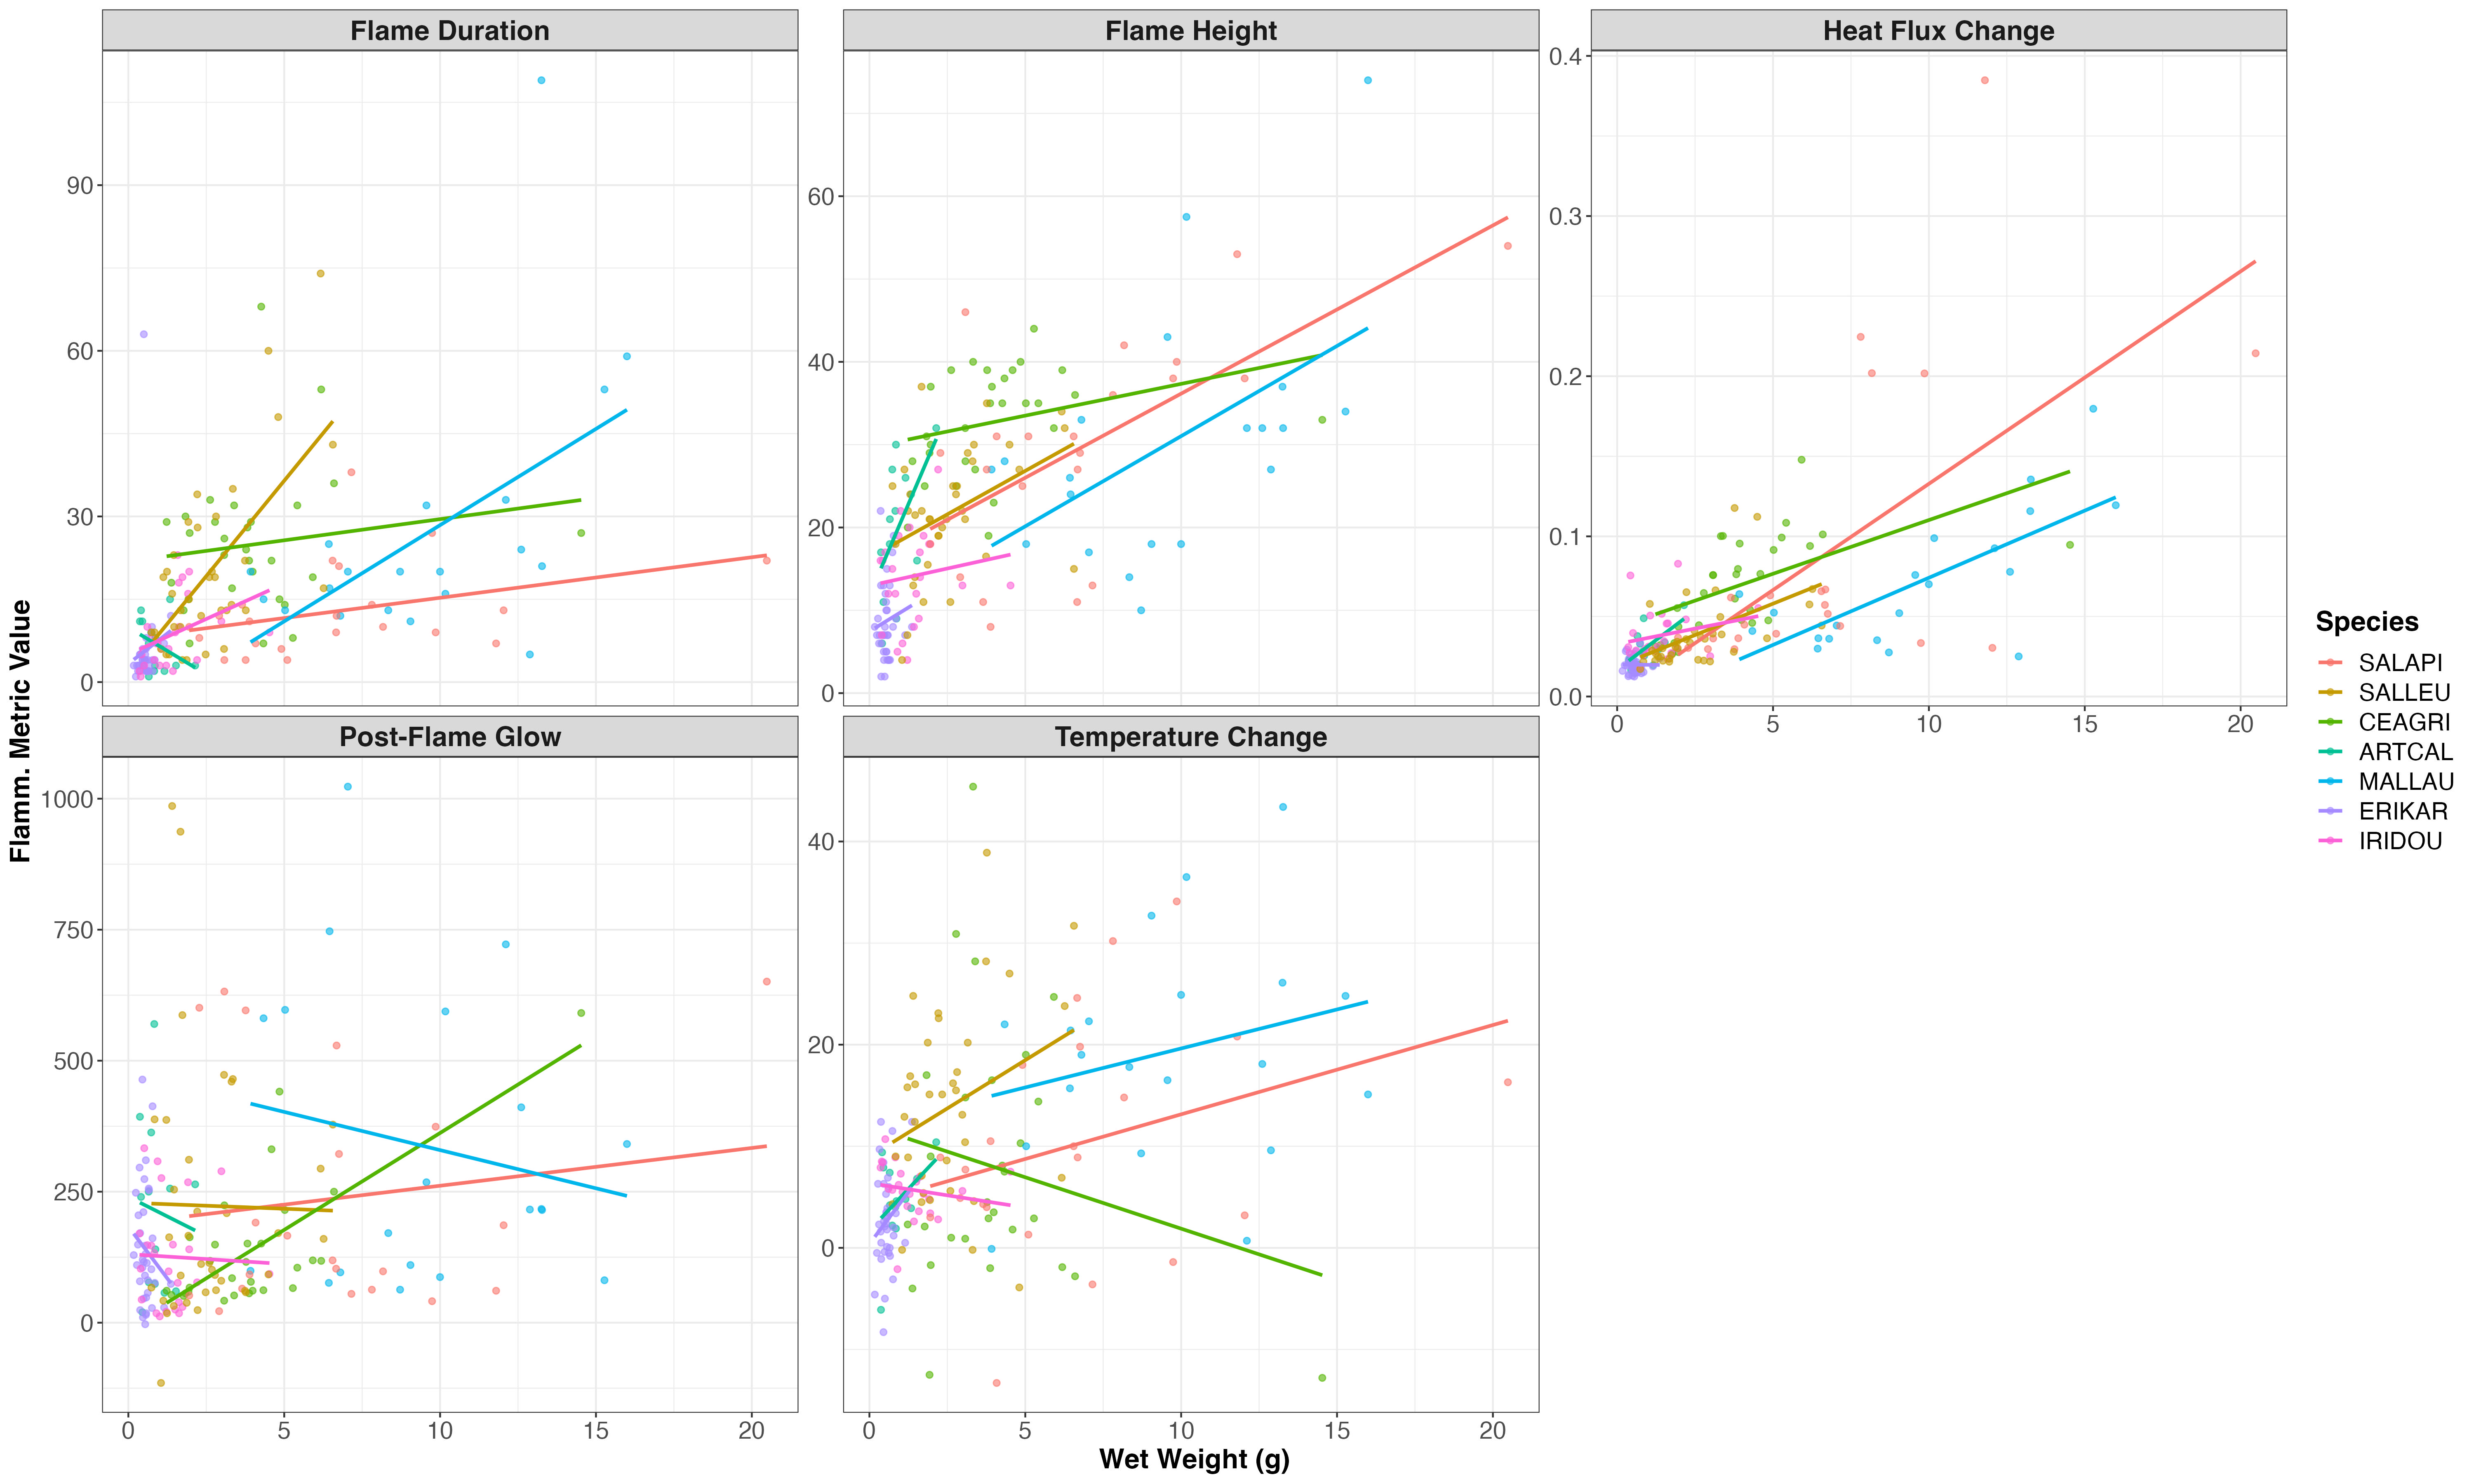 Flame Duration
Flame Height
Heat Flux Change
90
60
30
0
60
40
20
0
0.4
0.3
0.2
0.1
0.0
0 5 10 15 20
Post-Flame Glow
Temperature Change
1000
750
500
250
0
40
20
0
0 5 10 15 20
0 5 10 15 20
Wet Weight (g)
Flamm. Metric Value
Species
SALAPI
SALLEU
CEAGRI
ARTCAL
MALLAU
ERIKAR
IRIDOU